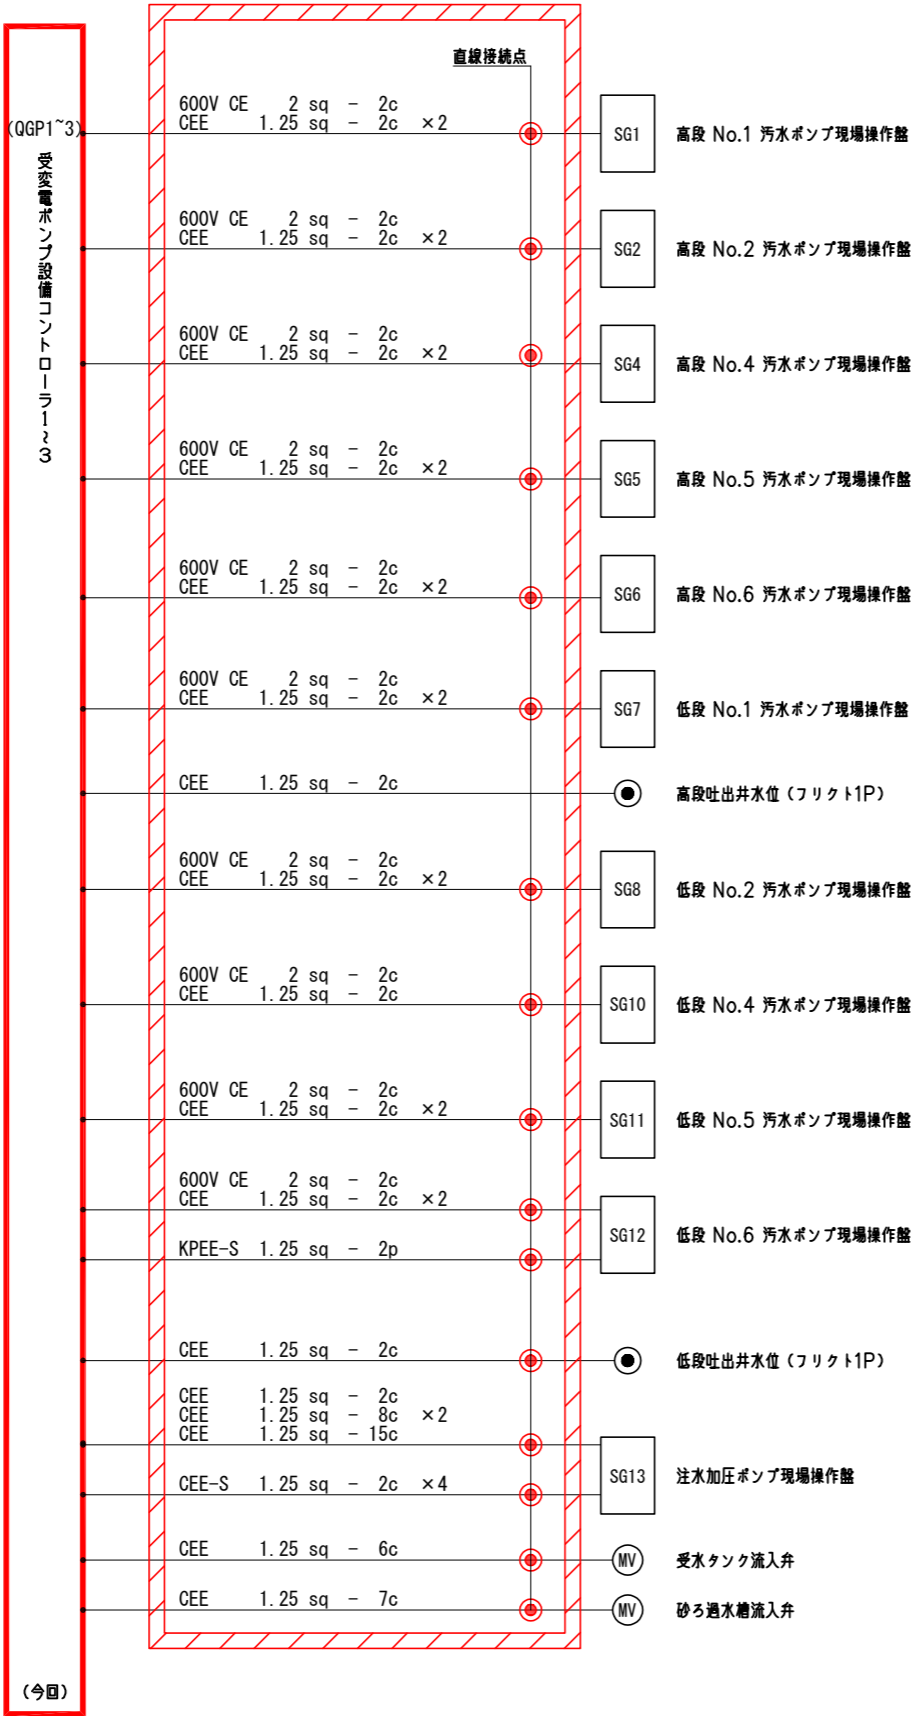 直線接続点
(QGP1~3)
受変電ポンプ設備コントローラ1~3
(今回)
600V CE 2 sq - 2c
CEE 1.25 sq - 2c ×2
SG1
高段 No.1 汚水ポンプ現場操作盤
600V CE 2 sq - 2c
CEE 1.25 sq - 2c ×2
SG2
高段 No.2 汚水ポンプ現場操作盤
600V CE 2 sq - 2c
CEE 1.25 sq - 2c ×2
SG4
高段 No.4 汚水ポンプ現場操作盤
600V CE 2 sq - 2c
CEE 1.25 sq - 2c ×2
SG5
高段 No.5 汚水ポンプ現場操作盤
600V CE 2 sq - 2c
CEE 1.25 sq - 2c ×2
SG6
高段 No.6 汚水ポンプ現場操作盤
600V CE 2 sq - 2c
CEE 1.25 sq - 2c ×2
SG7
低段 No.1 汚水ポンプ現場操作盤
CEE 1.25 sq - 2c
高段吐出井水位(フリクト1P)
600V CE 2 sq - 2c
CEE 1.25 sq - 2c ×2
SG8
低段 No.2 汚水ポンプ現場操作盤
600V CE 2 sq - 2c
CEE 1.25 sq - 2c
SG10
低段 No.4 汚水ポンプ現場操作盤
600V CE 2 sq - 2c
CEE 1.25 sq - 2c ×2
SG11
低段 No.5 汚水ポンプ現場操作盤
600V CE 2 sq - 2c
CEE 1.25 sq - 2c ×2
KPEE-S 1.25 sq - 2p
SG12
低段 No.6 汚水ポンプ現場操作盤
CEE 1.25 sq - 2c
低段吐出井水位(フリクト1P)
CEE 1.25 sq - 2c
CEE 1.25 sq - 8c ×2
CEE 1.25 sq - 15c
CEE-S 1.25 sq - 2c ×4
SG13
注水加圧ポンプ現場操作盤
CEE 1.25 sq - 6c
MV
受水タンク流入弁
CEE 1.25 sq - 7c
MV
砂ろ過水槽流入弁